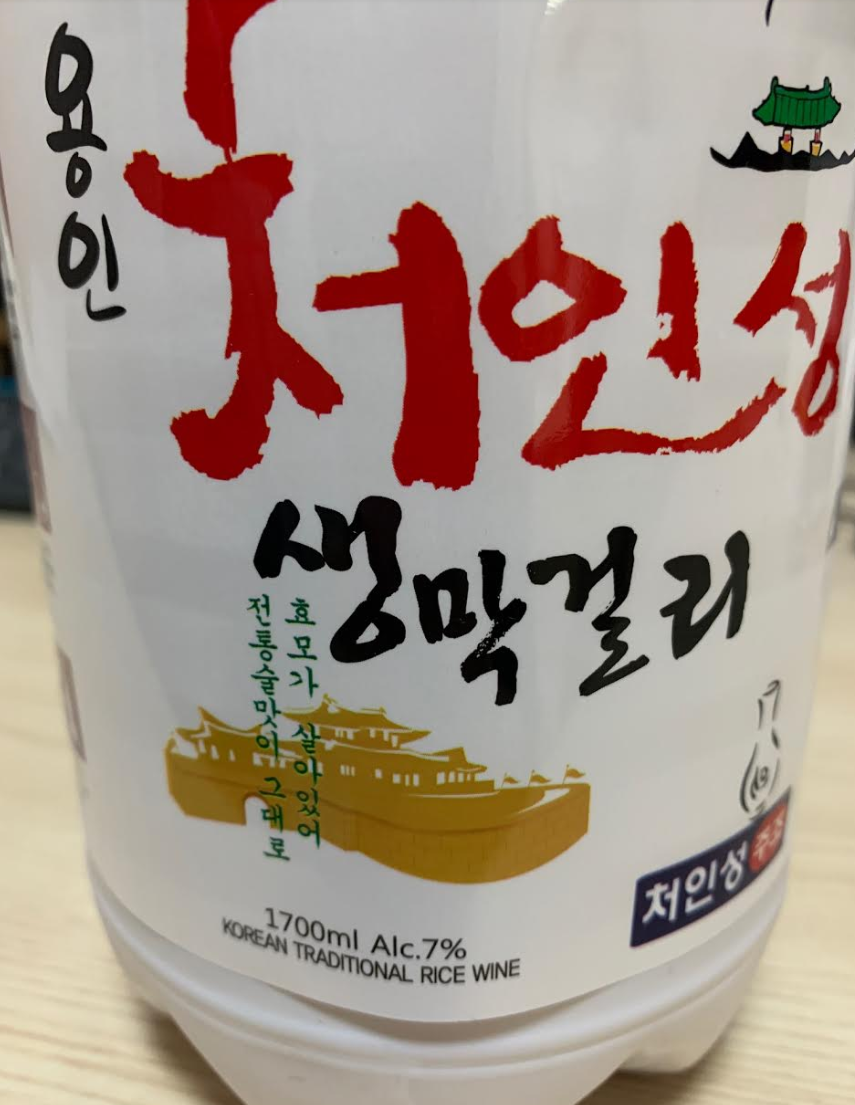 용인
처인성
생막걸리
효모가 살아있어
전통술맛이 그대로
처인성 주조
1700ml Alc.7%
KOREAN TRADITIONAL RICE WINE